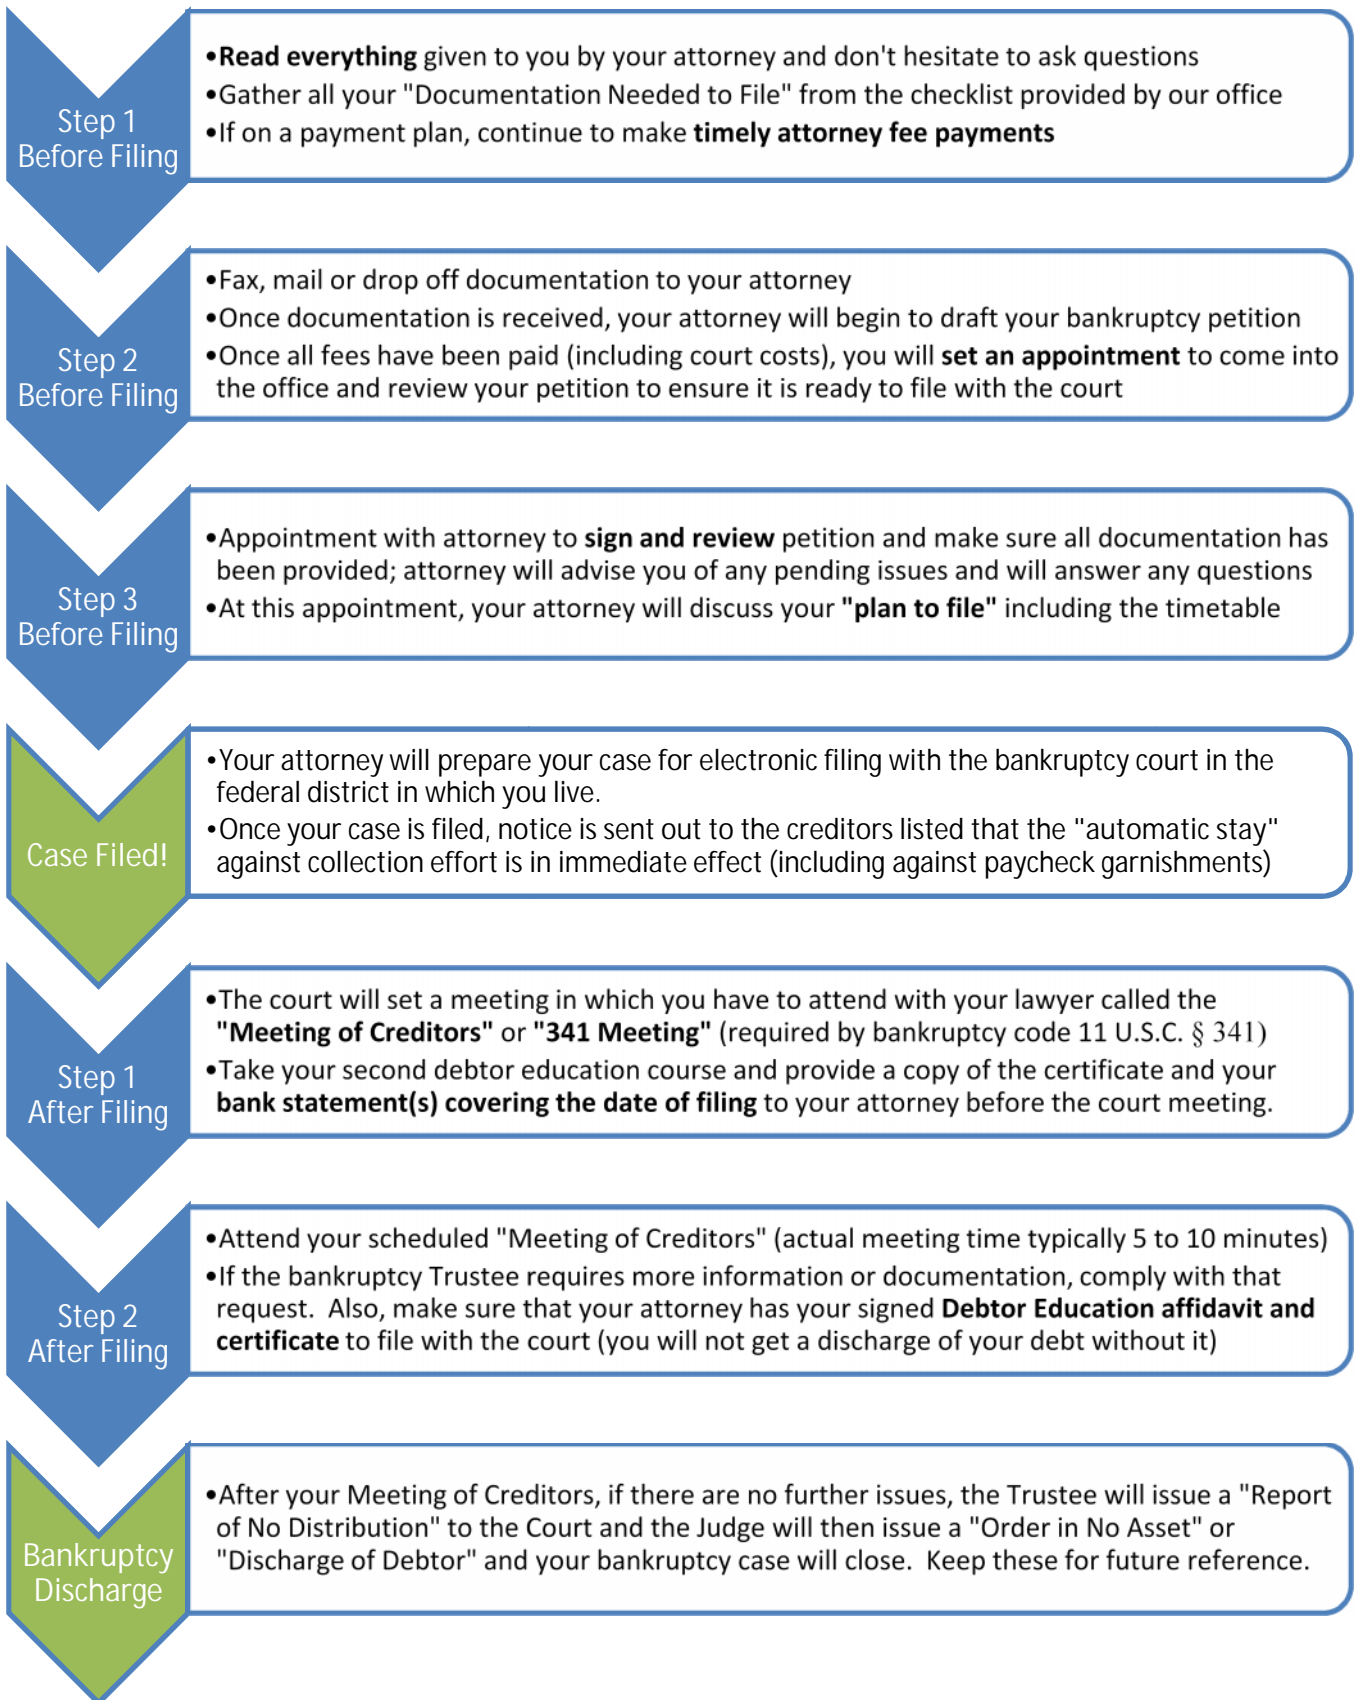 Step 1
Before Filing
•Read everything given to you by your attorney and don't hesitate to ask questions
•Gather all your "Documentation Needed to File" from the checklist provided by our office
•If on a payment plan, continue to make timely attorney fee payments
Step 2
Before Filing
•Fax, mail or drop off documentation to your attorney
•Once documentation is received, your attorney will begin to draft your bankruptcy petition
•Once all fees have been paid (including court costs), you will set an appointment to come into
the office and review your petition to ensure it is ready to file with the court
Step 3
Before Filing
•Appointment with attorney to sign and review petition and make sure all documentation has
been provided; attorney will advise you of any pending issues and will answer any questions
•At this appointment, your attorney will discuss your "plan to file" including the timetable
Case Filed!
•Your attorney will prepare your case for electronic filing with the bankruptcy court in the
federal district in which you live.
•Once your case is filed, notice is sent out to the creditors listed that the "automatic stay"
against collection effort is in immediate effect (including against paycheck garnishments)
Step 1
After Filing
•The court will set a meeting in which you have to attend with your lawyer called the
"Meeting of Creditors" or "341 Meeting" (required by bankruptcy code 11 U.S.C. § 341)
•Take your second debtor education course and provide a copy of the certificate and your
bank statement(s) covering the date of filing to your attorney before the court meeting.
Step 2
After Filing
•Attend your scheduled "Meeting of Creditors" (actual meeting time typically 5 to 10 minutes)
•If the bankruptcy Trustee requires more information or documentation, comply with that
request.  Also, make sure that your attorney has your signed Debtor Education affidavit and
certificate to file with the court (you will not get a discharge of your debt without it)
Bankruptcy
Discharge
•After your Meeting of Creditors, if there are no further issues, the Trustee will issue a "Report
of No Distribution" to the Court and the Judge will then issue a "Order in No Asset" or
"Discharge of Debtor" and your bankruptcy case will close.  Keep these for future reference.